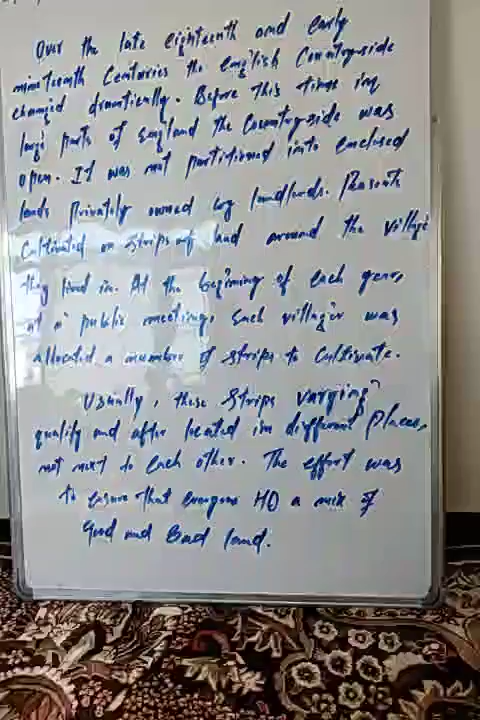 Over the late eighteenth and early
nineteenth Centuries the english Countryside
changed dramtically. Before this time in
large parts of England the Countryside was
open. It was not partitioned into enclosed
lands Privately owned by landlords. Peasants
Cultivated on strips of land around the village
they lived in. At the beginning of each year,
at a public meeting, Each villager was
allocated a number of strips to Cultivate.
Usually, these strips varying
quality and after located in different Places,
not next to Each other. The effort was
to ensure that everyone HD a mix of
Good and Bad land.